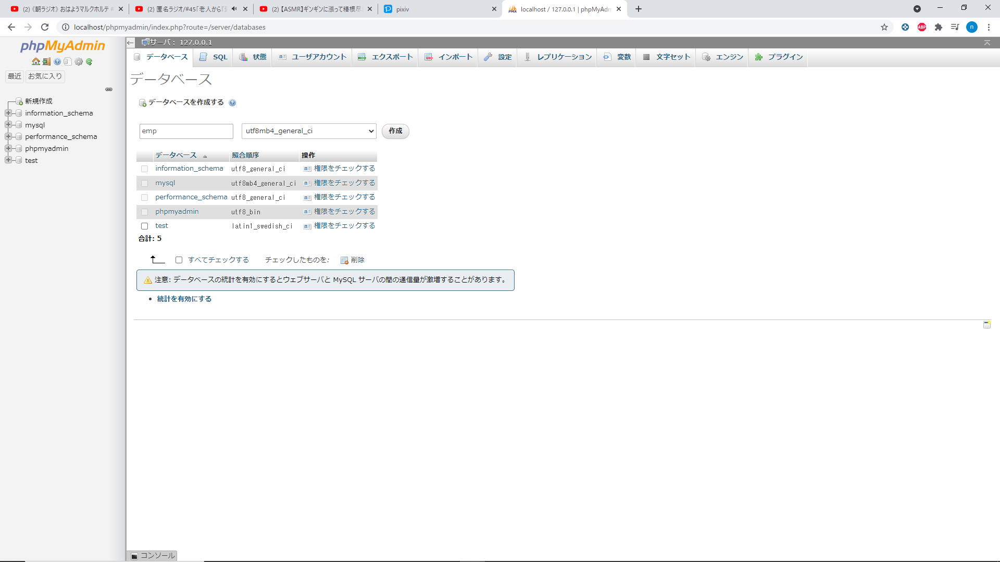 (2) 《朝ラジオ》おはようマルクホルテ #
(2) 匿名ラジオ/#45「老人から『
(2) 【ASMR】ギンギンに漲って精根尽
pixiv
localhost / 127.0.0.1 | phpMyAdm
localhost/phpmyadmin/index.php?route=/server/databases
ABP
n
phpMyAdmin
最近 お気に入り
新規作成
information_schema
mysql
performance_schema
phpmyadmin
test
サーバ: 127.0.0.1
データベース SQL 状態 ユーザアカウント エクスポート インポート 設定 レプリケーション 変数 文字セット エンジン プラグイン
データベース
データベースを作成する
emp utf8mb4_general_ci 作成
データベース 照合順序 操作
information_schema utf8_general_ci 権限をチェックする
mysql utf8mb4_general_ci 権限をチェックする
performance_schema utf8_general_ci 権限をチェックする
phpmyadmin utf8_bin 権限をチェックする
test latin1_swedish_ci 権限をチェックする
合計: 5
すべてチェックする チェックしたものを: 削除
注意: データベースの統計を有効にするとウェブサーバと MySQL サーバの間の通信量が激増することがあります。
統計を有効にする
コンソール